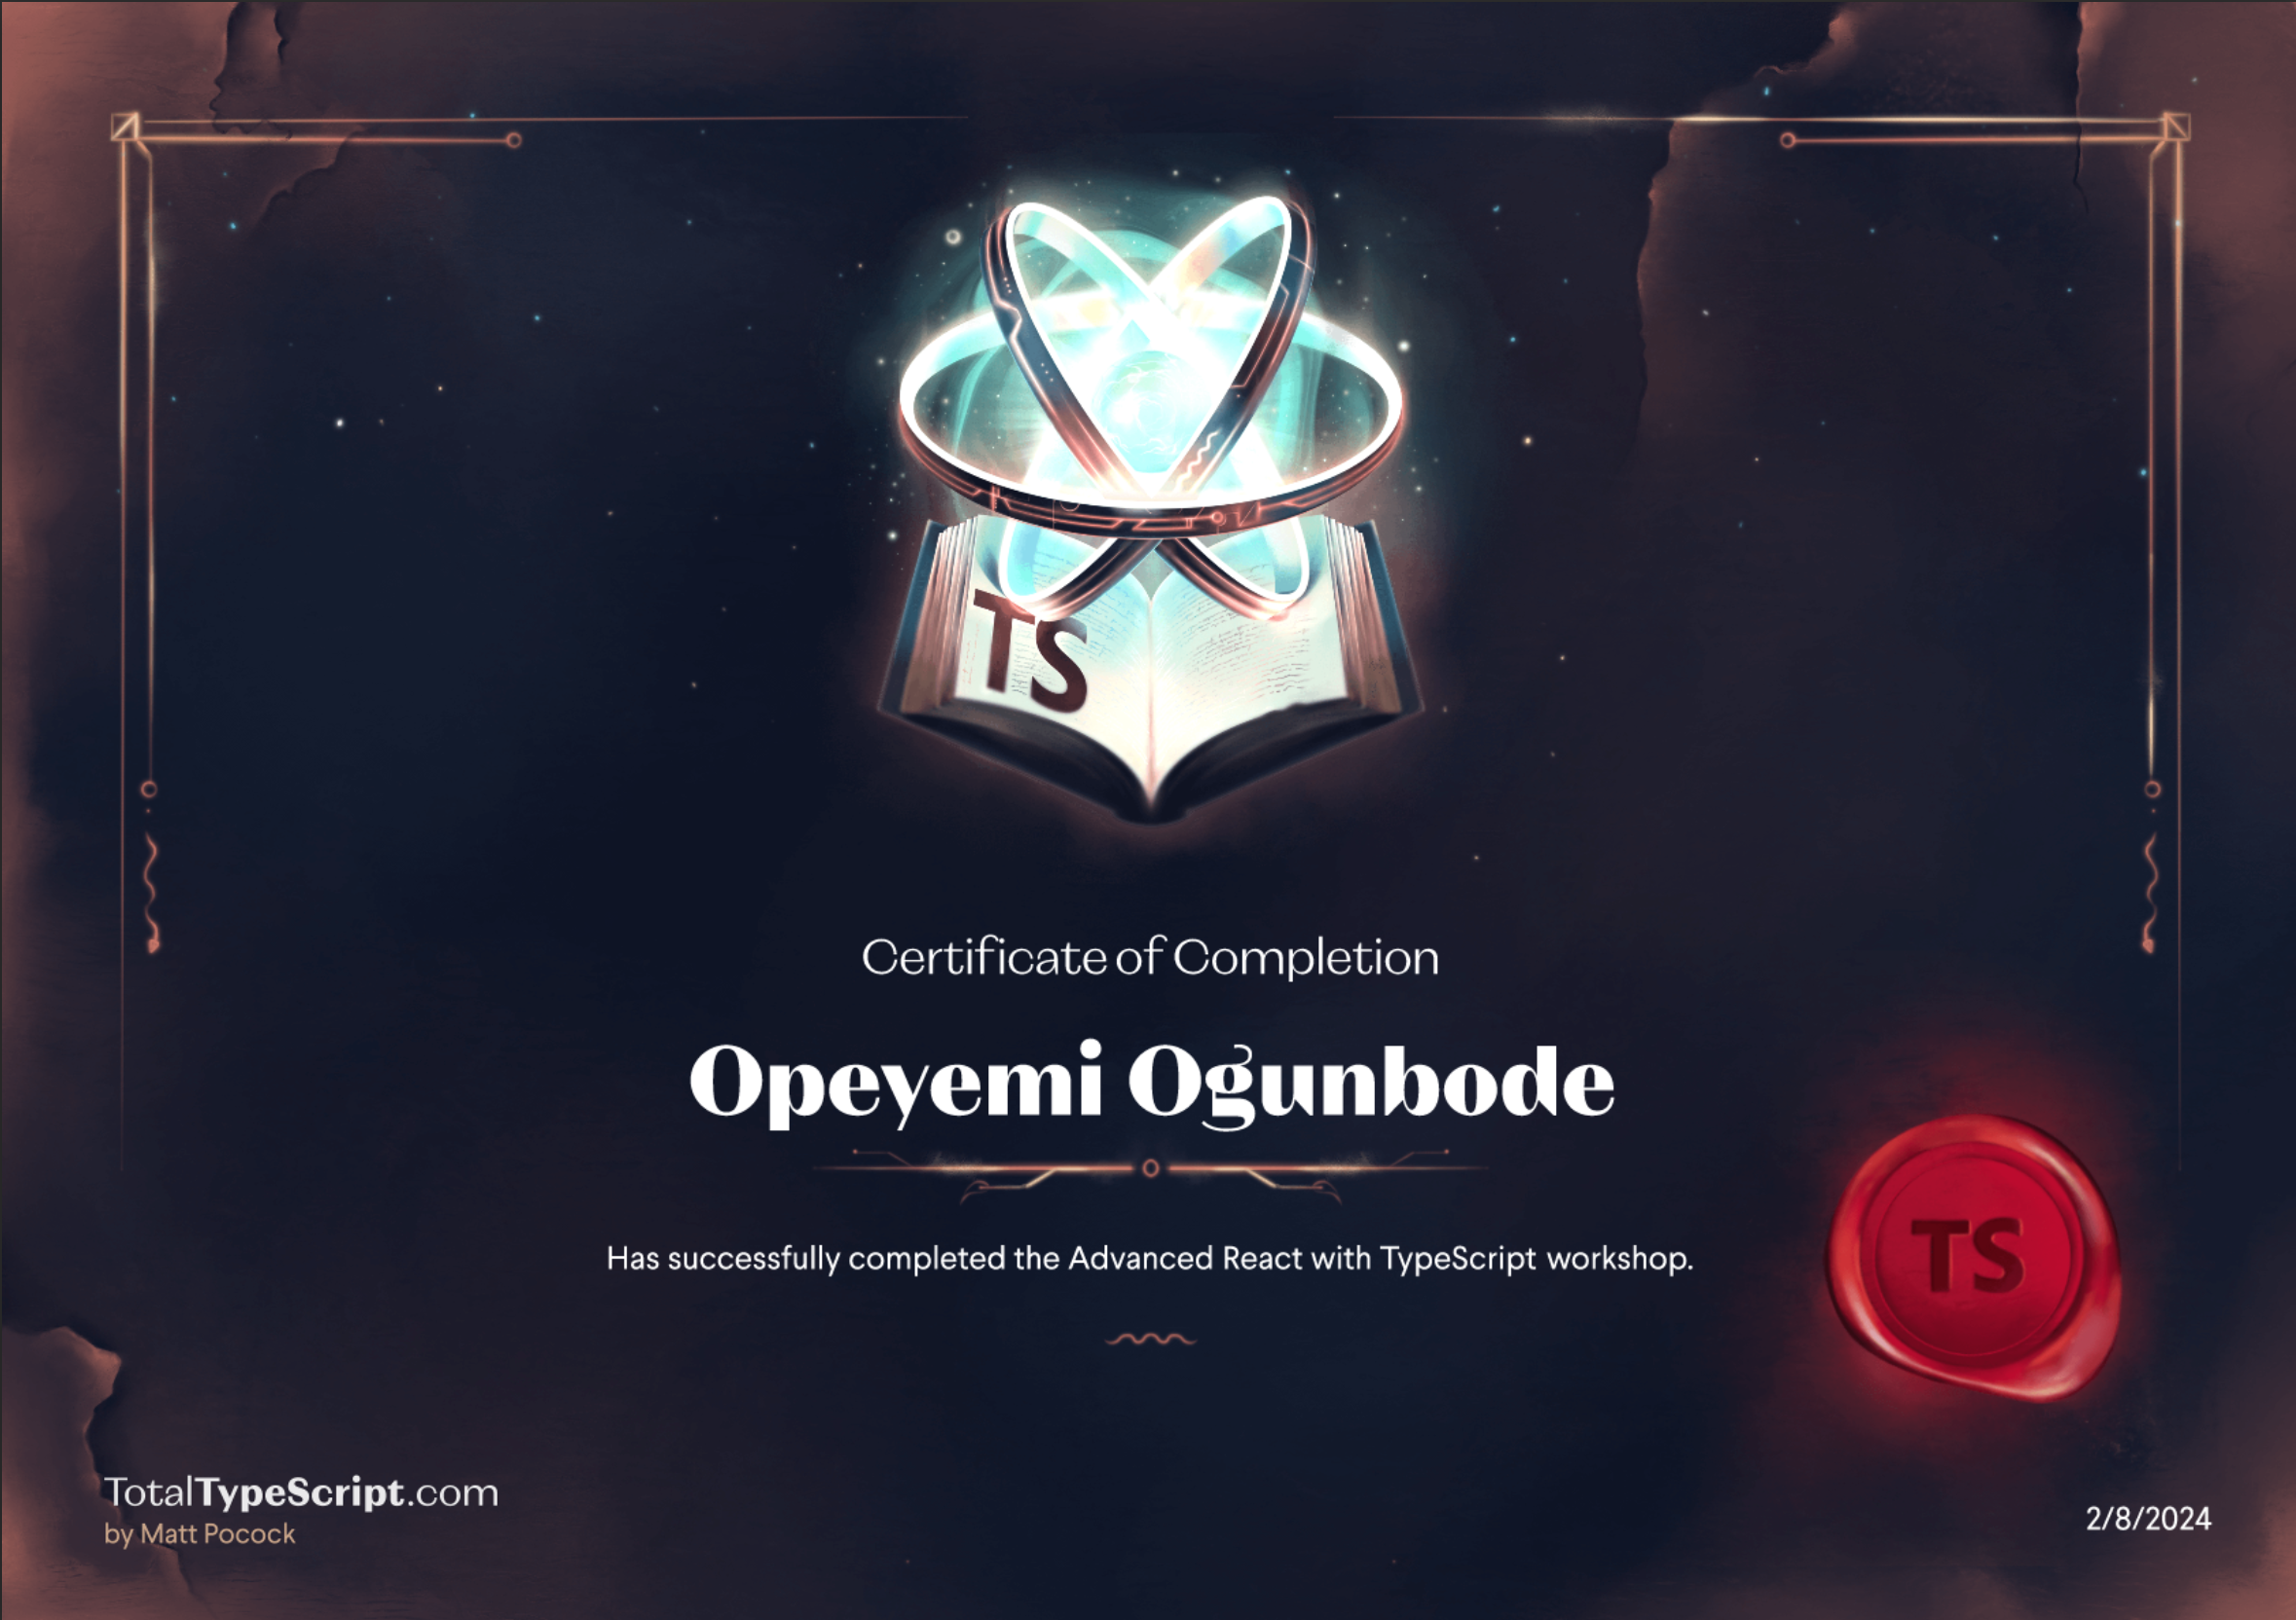 TS
Certificate of Completion
Opeyemi Ogunbode
Has successfully completed the Advanced React with TypeScript workshop.
TS
TotalTypeScript.com
by Matt Pocock
2/8/2024